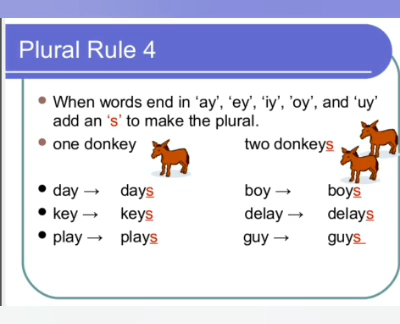 Plural Rule 4
When words end in 'ay', 'ey', 'iy', 'oy', and 'uy'
add an 's' to make the plural.
one donkey two donkeys
day → days boy → boys
key → keys delay → delays
play → plays guy → guys